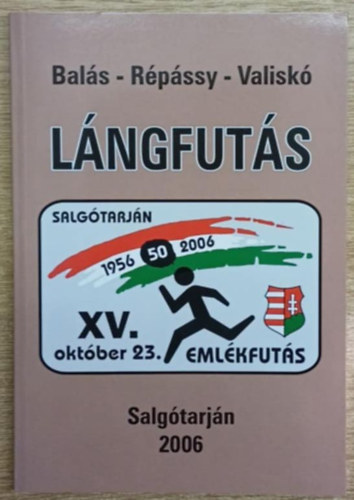 Balás - Répássy - Valiskó
LÁNGFUTÁS
SALGÓTARJÁN
1956 50 2006
XV.
október 23. EMLÉKFUTÁS
Salgótarján
2006